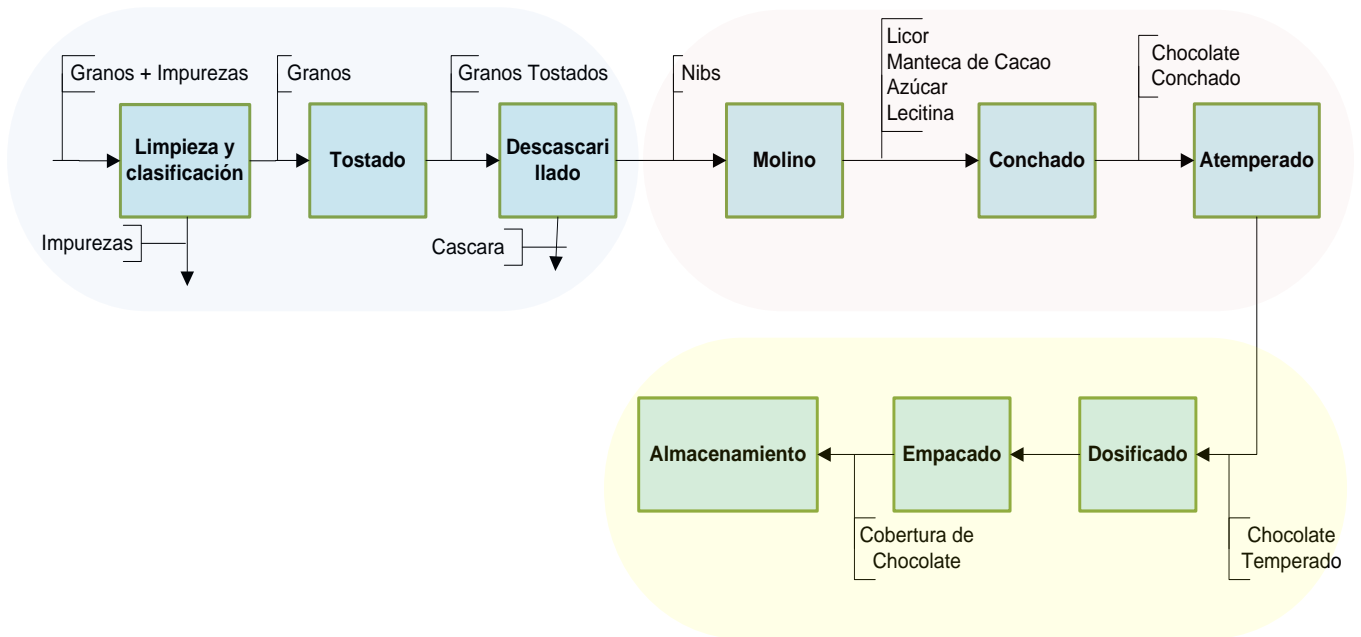 Granos + Impurezas
Granos
Granos Tostados
Nibs
Licor
Manteca de Cacao
Azúcar
Lecitina
Chocolate
Conchado
Limpieza y
clasificación
Tostado
Descascari
llado
Molino
Conchado
Atemperado
Impurezas
Cascara
Almacenamiento
Empacado
Dosificado
Cobertura de
Chocolate
Chocolate
Temperado